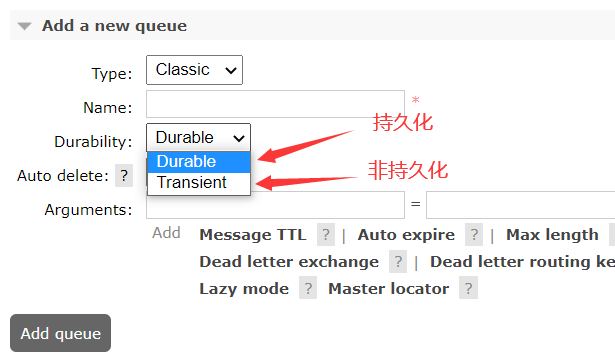 Add a new queue
Type: Classic
Name: *
持久化
Durability: Durable
Durable
非持久化
Auto delete: ?
Transient
Arguments: =
Add Message TTL ? | Auto expire ? | Max length
Dead letter exchange ? | Dead letter routing ke
Lazy mode ? Master locator ?
Add queue